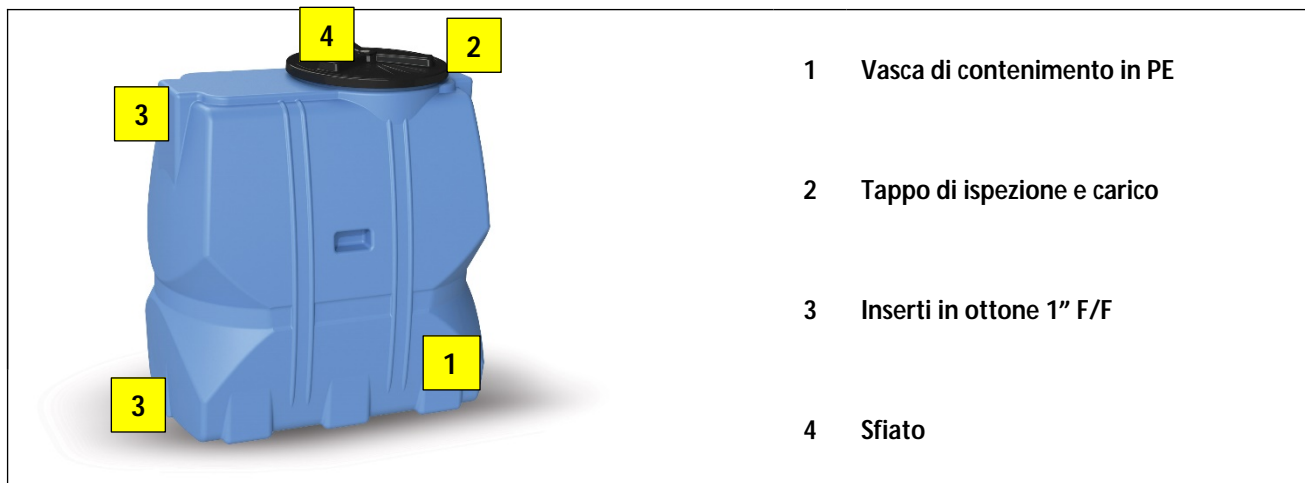 4
2
3
1
3
1 Vasca di contenimento in PE
2 Tappo di ispezione e carico
3 Inserti in ottone 1” F/F
4 Sfiato